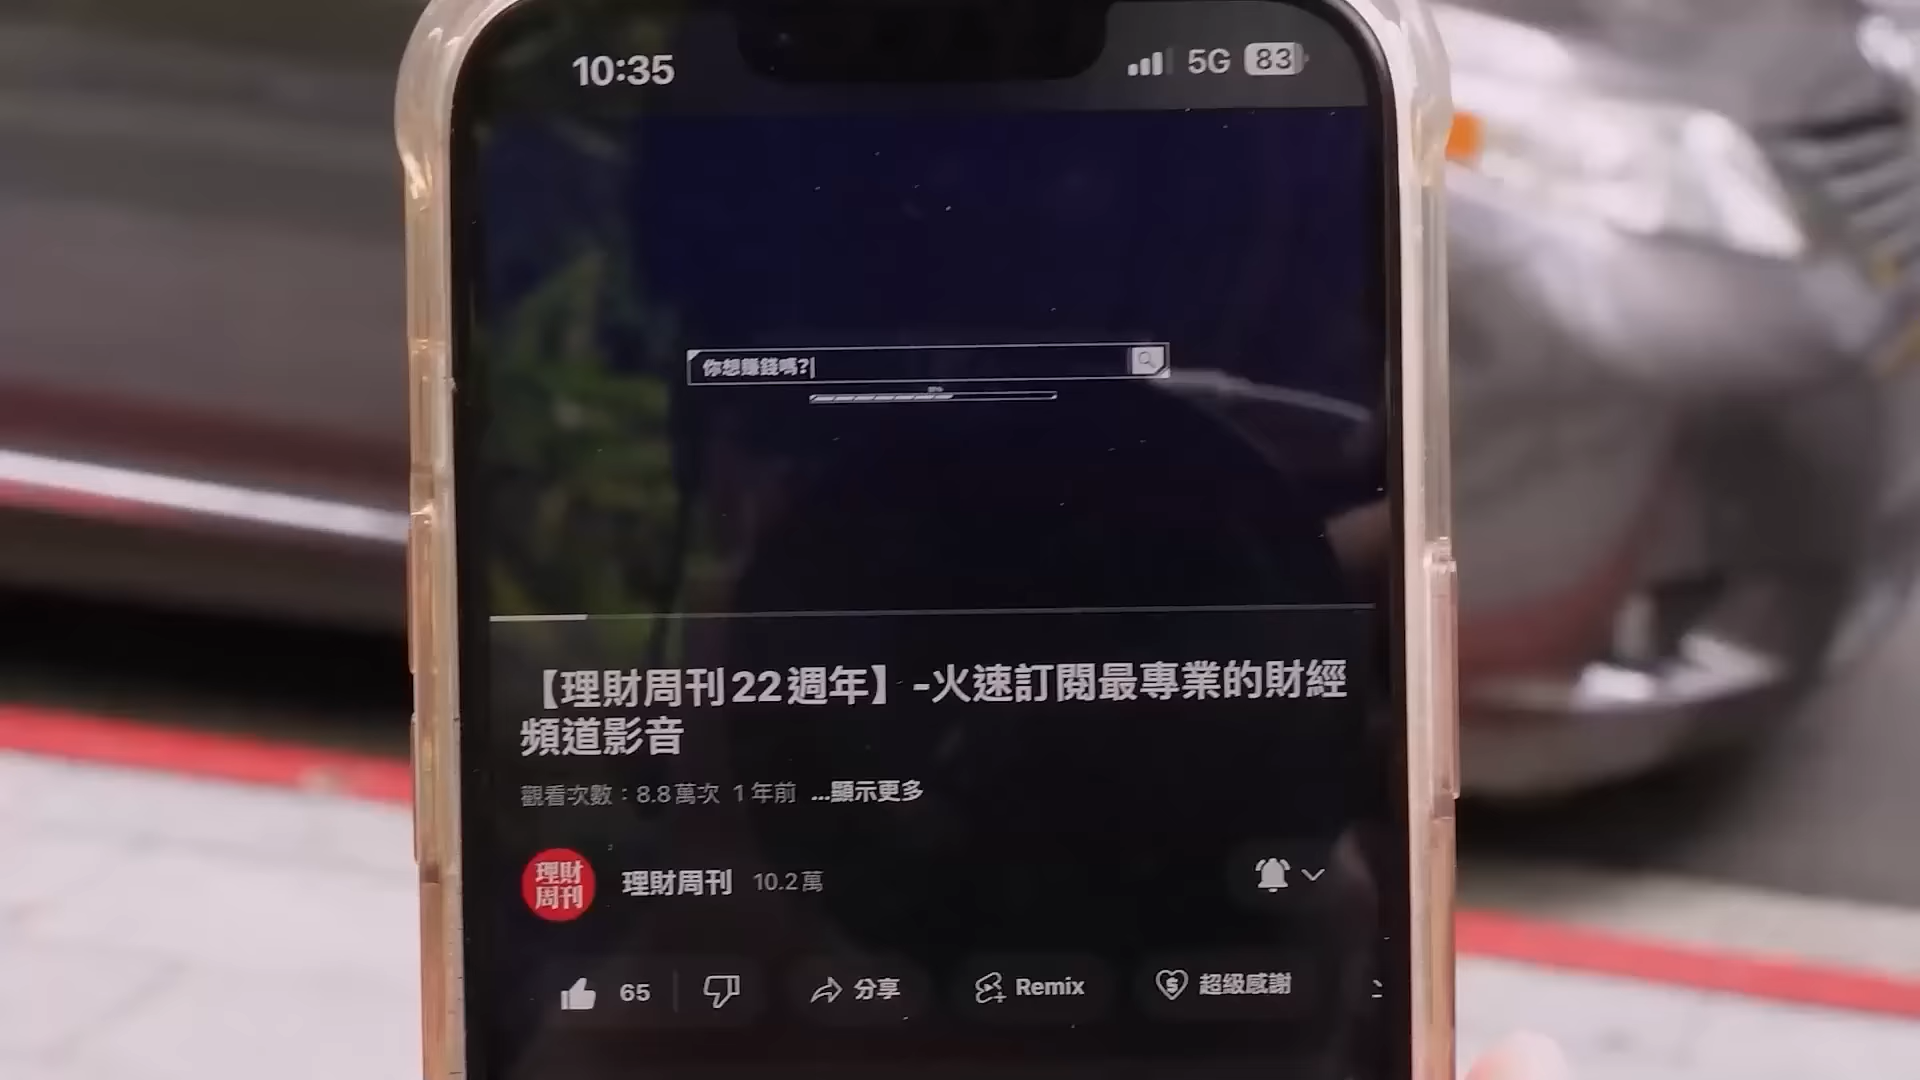 10:35
5G 83
你想賺錢嗎?
【理財周刊22週年】-火速訂閱最專業的財經
頻道影音
觀看次數：8.8萬次 1年前 ...顯示更多
理財
周刊
理財周刊 10.2萬
65 分享 Remix 超級感謝